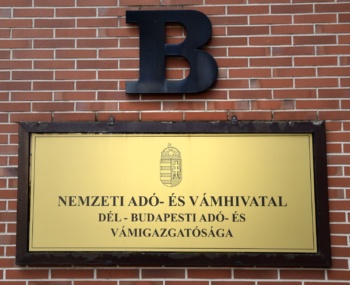 B
NEMZETI ADÓ- ÉS VÁMHIVATAL
DÉL - BUDAPESTI ADÓ- ÉS
VÁMIGAZGATÓSÁGA